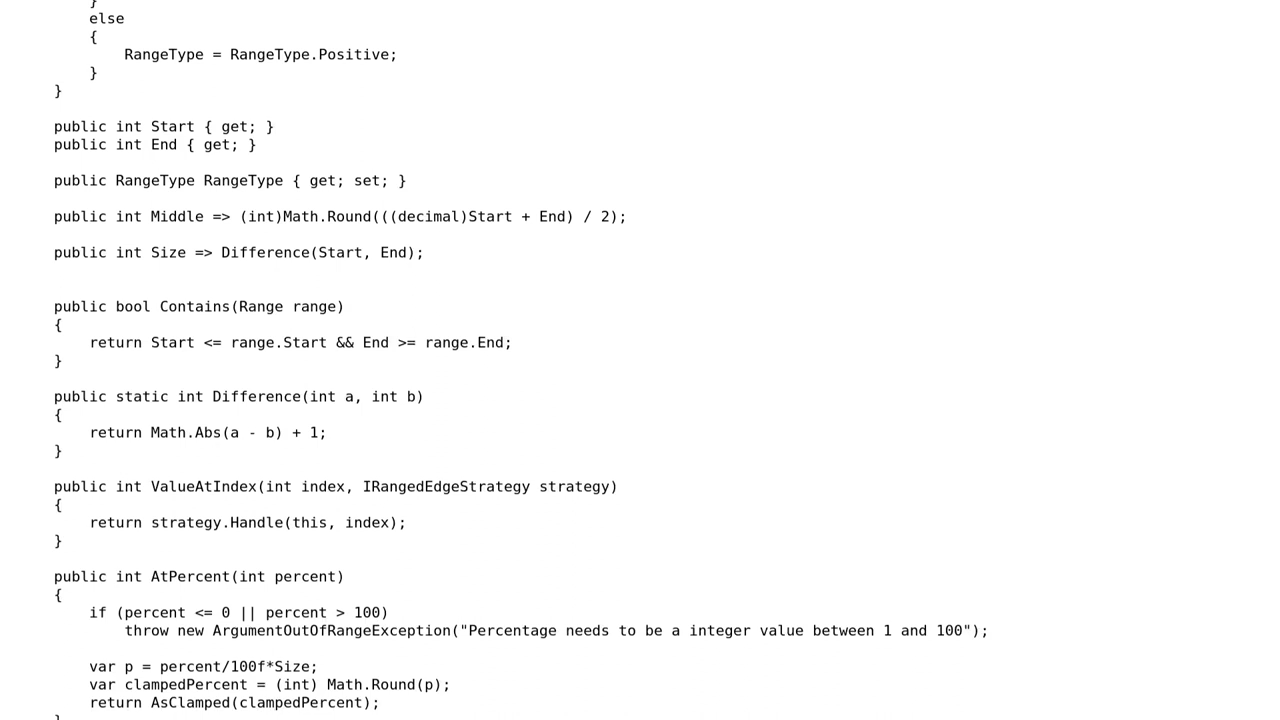 }
else
{
RangeType = RangeType.Positive;
}
}
public int Start { get; }
public int End { get; }
public RangeType RangeType { get; set; }
public int Middle => (int)Math.Round(((decimal)Start + End) / 2);
public int Size => Difference(Start, End);
public bool Contains(Range range)
{
return Start <= range.Start && End >= range.End;
}
public static int Difference(int a, int b)
{
return Math.Abs(a - b) + 1;
}
public int ValueAtIndex(int index, IRangedEdgeStrategy strategy)
{
return strategy.Handle(this, index);
}
public int AtPercent(int percent)
{
if (percent <= 0 || percent > 100)
throw new ArgumentOutOfRangeException("Percentage needs to be a integer value between 1 and 100");
var p = percent/100f*Size;
var clampedPercent = (int) Math.Round(p);
return AsClamped(clampedPercent);
}